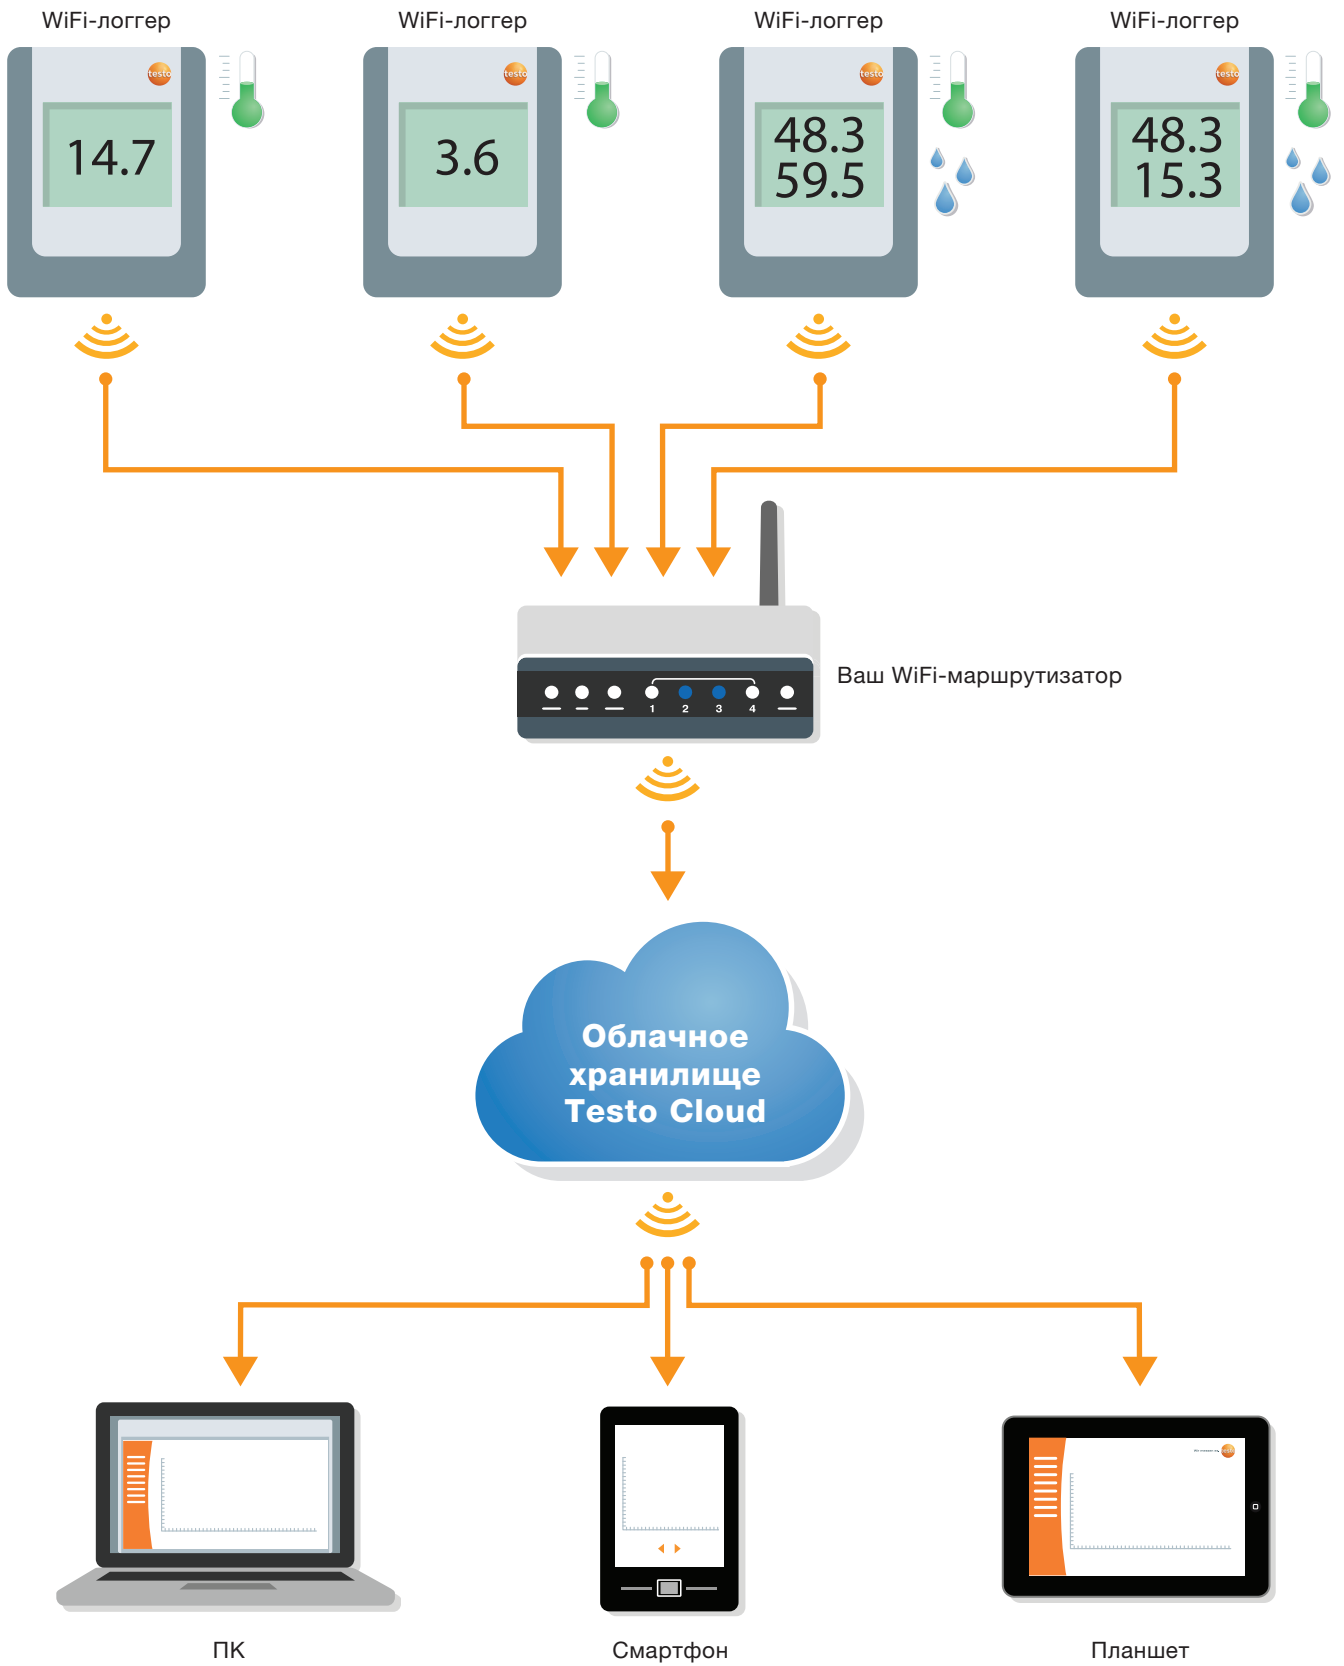 WiFi-логгер
WiFi-логгер
WiFi-логгер
WiFi-логгер
testo
testo
testo
testo
14.7
3.6
48.3
59.5
48.3
15.3
Ваш WiFi-маршрутизатор
1 2 3 4
Облачное
хранилище
Testo Cloud
ПК
Смартфон
Планшет